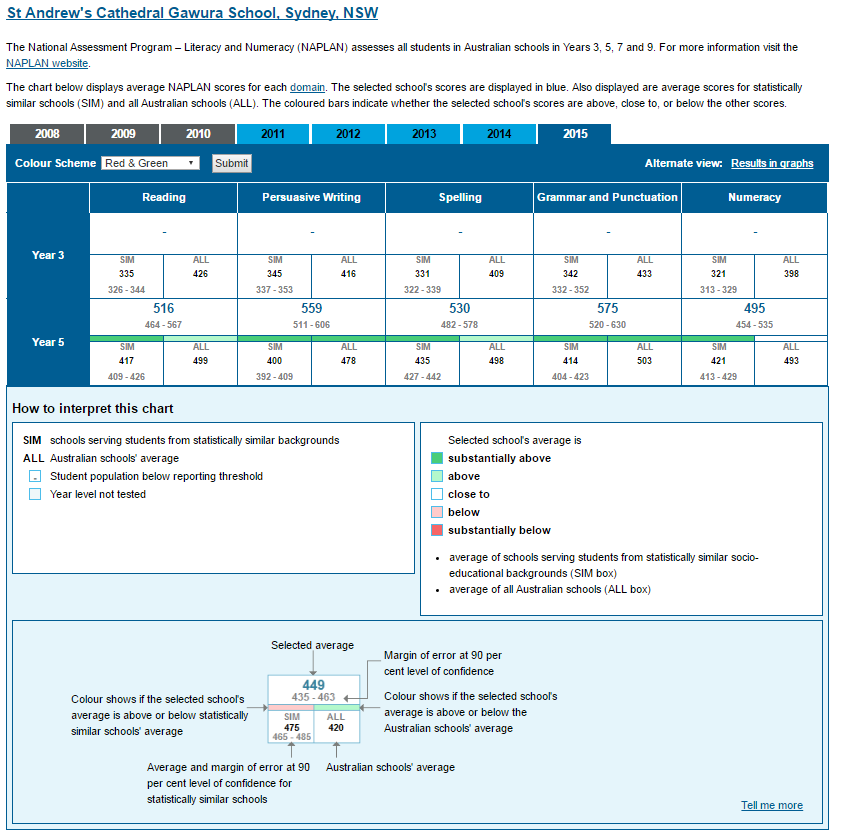 St Andrew's Cathedral Gawura School, Sydney, NSW
The National Assessment Program – Literacy and Numeracy (NAPLAN) assesses all students in Australian schools in Years 3, 5, 7 and 9. For more information visit the
NAPLAN website.
The chart below displays average NAPLAN scores for each domain. The selected school's scores are displayed in blue. Also displayed are average scores for statistically
similar schools (SIM) and all Australian schools (ALL). The coloured bars indicate whether the selected school's scores are above, close to, or below the other scores.
2008 2009 2010 2011 2012 2013 2014 2015
Colour Scheme Red & Green Submit Alternate view: Results in graphs
Reading Persuasive Writing Spelling Grammar and Punctuation Numeracy
Year 3
- - - - -
SIM ALL SIM ALL SIM ALL SIM ALL SIM ALL
335 426 345 416 331 409 342 433 321 398
326 - 344 337 - 353 322 - 339 332 - 352 313 - 329
Year 5
516 559 530 575 495
464 - 567 511 - 606 482 - 578 520 - 630 454 - 535
SIM ALL SIM ALL SIM ALL SIM ALL SIM ALL
417 499 400 478 435 498 414 503 421 493
409 - 426 392 - 409 427 - 442 404 - 423 413 - 429
How to interpret this chart
SIM schools serving students from statistically similar backgrounds
ALL Australian schools' average
- Student population below reporting threshold
Year level not tested
Selected school's average is
substantially above
above
close to
below
substantially below
• average of schools serving students from statistically similar socio-
educational backgrounds (SIM box)
• average of all Australian schools (ALL box)
Selected average
Margin of error at 90 per
cent level of confidence
449
435 - 463
Colour shows if the selected school's
average is above or below statistically
similar schools' average
Colour shows if the selected school's
average is above or below the
Australian schools' average
SIM ALL
475 420
465 - 485
Average and margin of error at 90
per cent level of confidence for
statistically similar schools
Australian schools' average
Tell me more